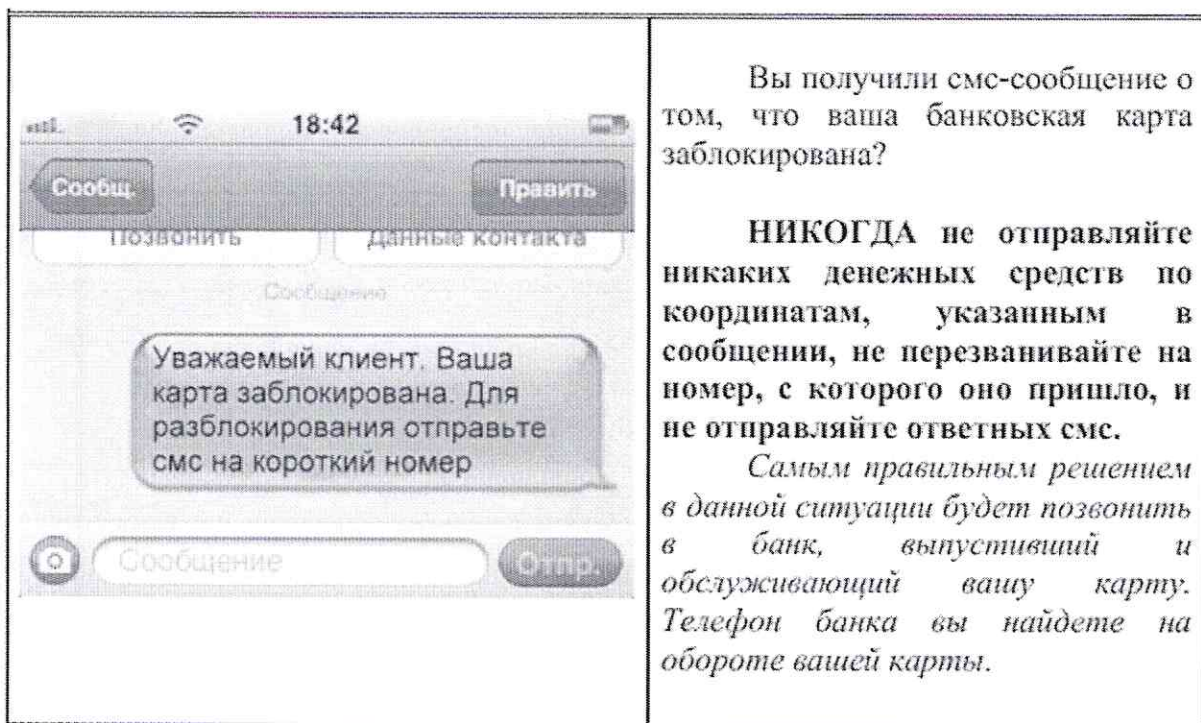 18:42
Сообщ.
Править
Позвонить
Данные контакта
Сообщение
Уважаемый клиент. Ваша
карта заблокирована. Для
разблокирования отправьте
смс на короткий номер
Сообщение
Отпр.
Вы получили смс-сообщение о
том, что ваша банковская карта
заблокирована?
НИКОГДА не отправляйте
никаких денежных средств по
координатам, указанным в
сообщении, не перезванивайте на
номер, с которого оно пришло, и
не отправляйте ответных смс.
Самым правильным решением
в данной ситуации будет позвонить
в банк, выпустивший и
обслуживающий вашу карту.
Телефон банка вы найдете на
обороте вашей карты.